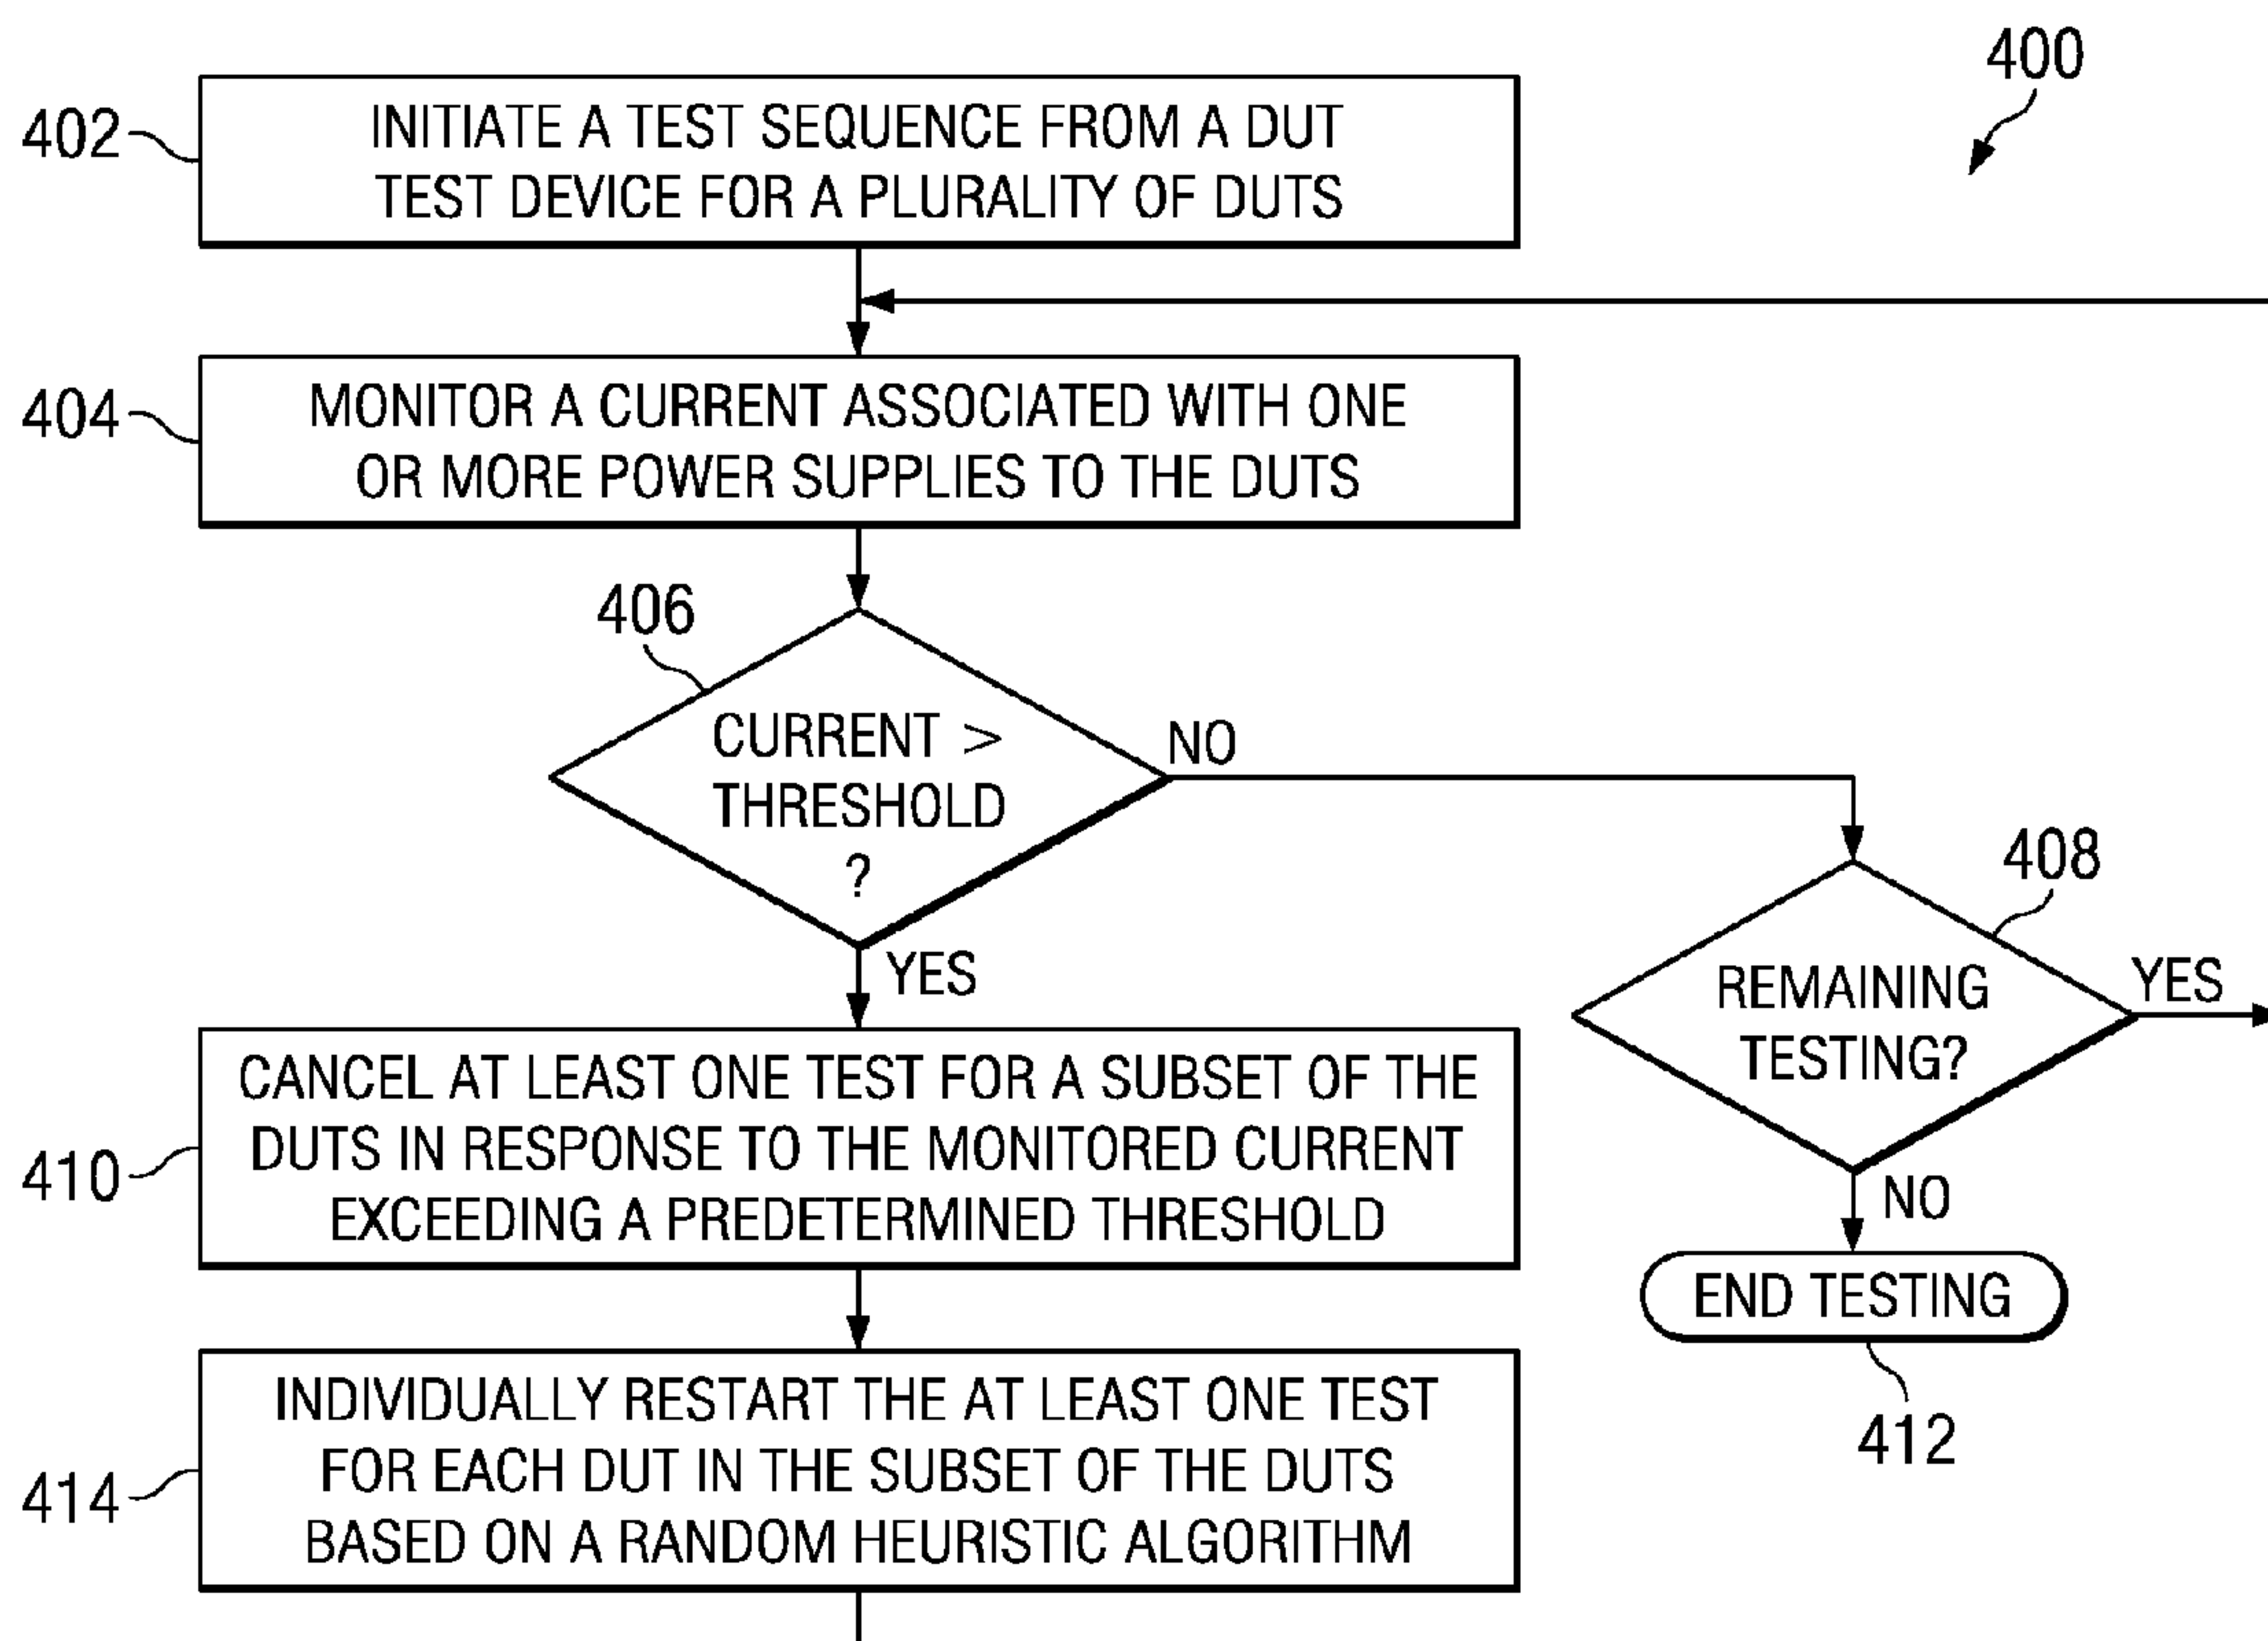 400
402
INITIATE A TEST SEQUENCE FROM A DUT
TEST DEVICE FOR A PLURALITY OF DUTS
404
MONITOR A CURRENT ASSOCIATED WITH ONE
OR MORE POWER SUPPLIES TO THE DUTS
406
CURRENT >
THRESHOLD
?
NO
YES
408
REMAINING
TESTING?
YES
NO
410
CANCEL AT LEAST ONE TEST FOR A SUBSET OF THE
DUTS IN RESPONSE TO THE MONITORED CURRENT
EXCEEDING A PREDETERMINED THRESHOLD
END TESTING
412
414
INDIVIDUALLY RESTART THE AT LEAST ONE TEST
FOR EACH DUT IN THE SUBSET OF THE DUTS
BASED ON A RANDOM HEURISTIC ALGORITHM